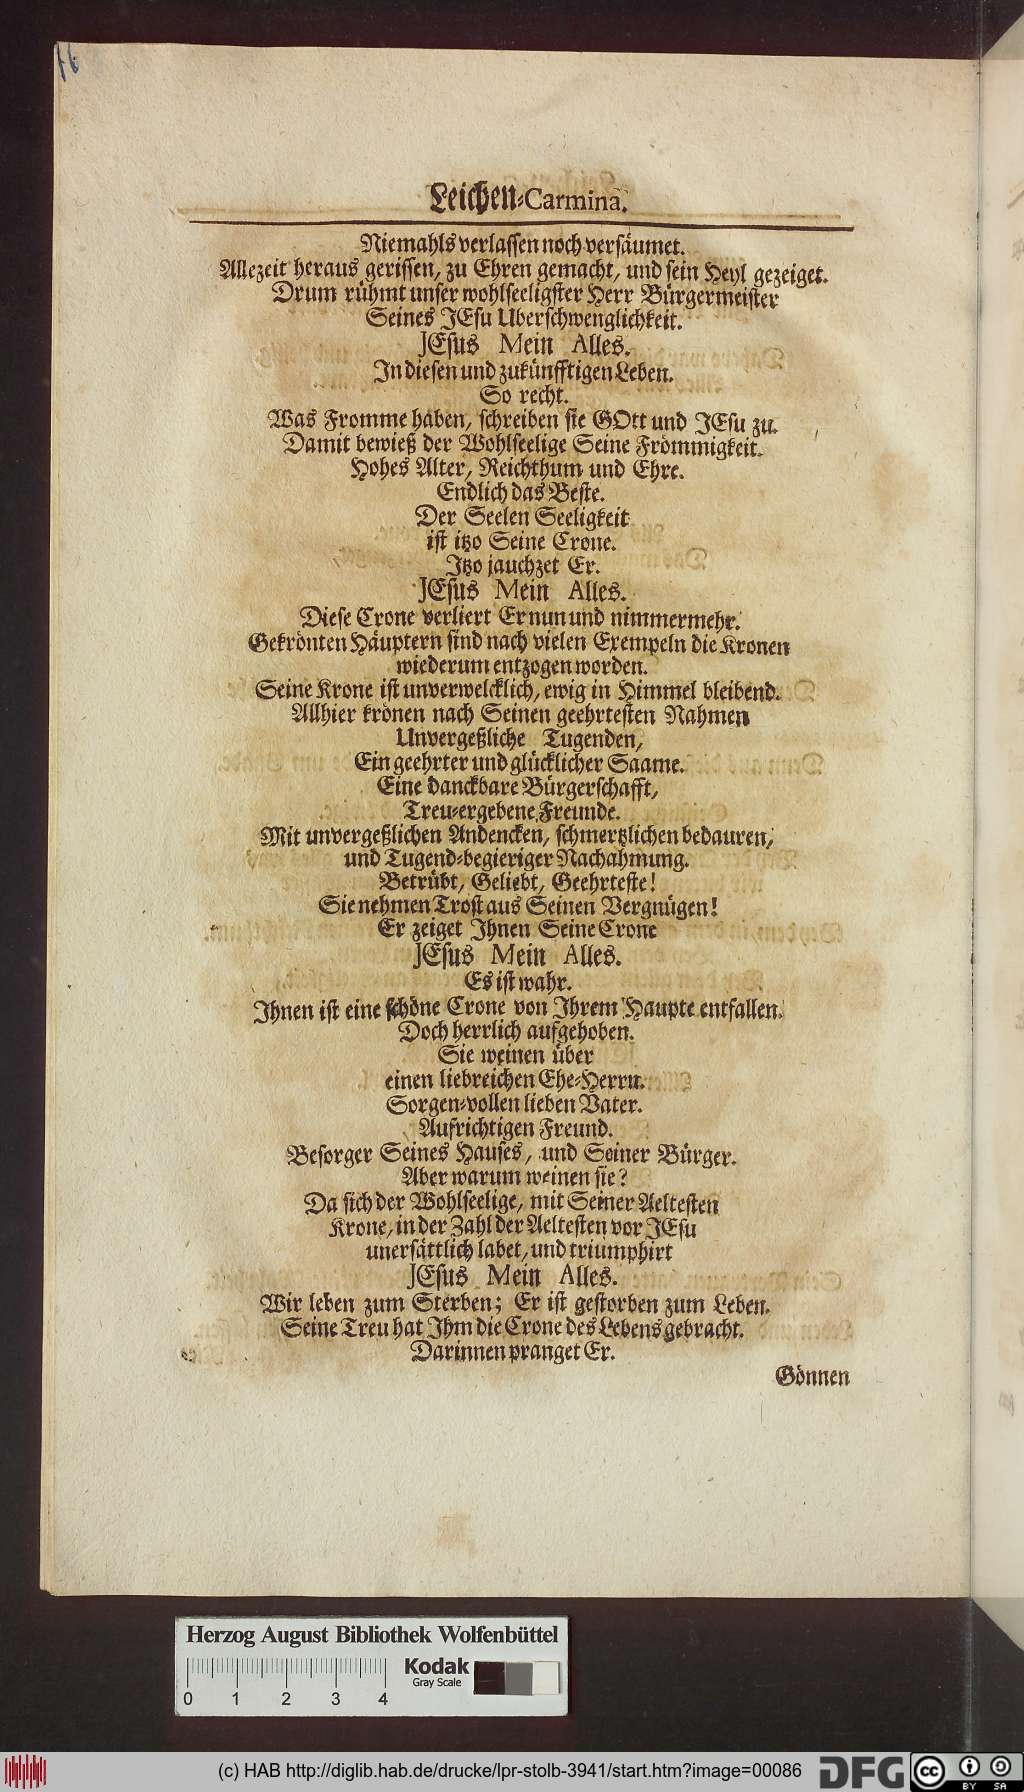 76
Leichen-Carmina.
Niemahls verlassen noch versäumet.
Allezeit heraus gerissen, zu Ehren gemacht, und sein Heyl gezeiget.
Drum rühmt unser wohlseeligster Herr Bürgermeister
Seines JEsu Uberschwenglichkeit.
JEsus Mein Alles.
In diesen und zukünfftigen Leben.
So recht.
Was Fromme haben, schreiben sie GOtt und JEsu zu.
Damit bewieß der Wohlseelige Seine Frömmigkeit.
Hohes Alter, Reichthum und Ehre.
Endlich das Beste.
Der Seelen Seeligkeit
ist itzo Seine Crone.
Itzo jauchzet Er.
JEsus Mein Alles.
Diese Crone verliert Er nun und nimmermehr.
Gekrönten Häuptern sind nach vielen Exempeln die Kronen
wiederum entzogen worden.
Seine Krone ist unverwelcklich, ewig in Himmel bleibend.
Allhier krönen nach Seinen geehrtesten Nahmen
Unvergeßliche Tugenden,
Ein geehrter und glücklicher Saame.
Eine danckbare Bürgerschafft,
Treu-ergebene Freunde.
Mit unvergeßlichen Andencken, schmertzlichen bedauren,
und Tugend-begieriger Nachahmung.
Betrübt, Geliebt, Geehrteste!
Sie nehmen Trost aus Seinen Vergnügen!
Er zeiget Ihnen Seine Crone
JEsus Mein Alles.
Es ist wahr.
Ihnen ist eine schöne Crone von Ihrem Haupte entfallen.
Doch herrlich aufgehoben.
Sie weinen über
einen liebreichen Ehe-Herrn.
Sorgen-vollen lieben Vater.
Aufrichtigen Freund.
Besorger Seines Hauses, und Seiner Bürger.
Aber warum weinen sie?
Da sich der Wohlseelige, mit Seiner Aeltesten
Krone, in der Zahl der Aeltesten vor JEsu
unersättlich labet, und triumphirt
JEsus Mein Alles.
Wir leben zum Sterben; Er ist gestorben zum Leben.
Seine Treu hat Ihm die Crone des Lebens gebracht.
Darinnen pranget Er.
Gönnen
Herzog August Bibliothek Wolfenbüttel
Kodak
Gray Scale
0 1 2 3 4
(c) HAB http://diglib.hab.de/drucke/lpr-stolb-3941/start.htm?image=00086
DFG
cc BY SA